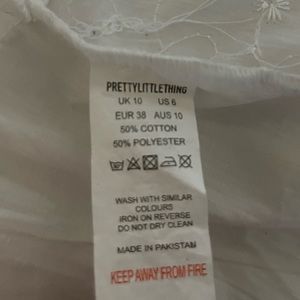 PRETTYLITTLETHING
UK 10 US 6
EUR 38 AUS 10
50% COTTON
50% POLYESTER
WASH WITH SIMILAR
COLOURS
IRON ON REVERSE
DO NOT DRY CLEAN
MADE IN PAKISTAN
KEEP AWAY FROM FIRE